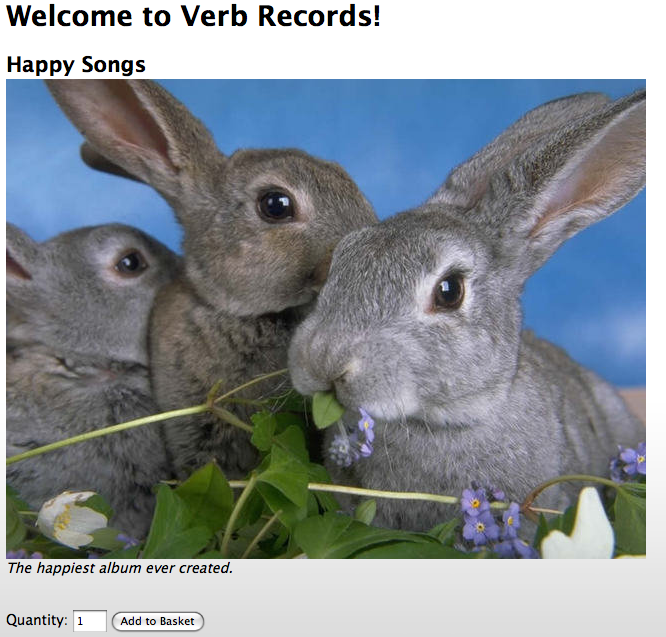 Welcome to Verb Records!
Happy Songs
The happiest album ever created.
Quantity: 1 Add to Basket